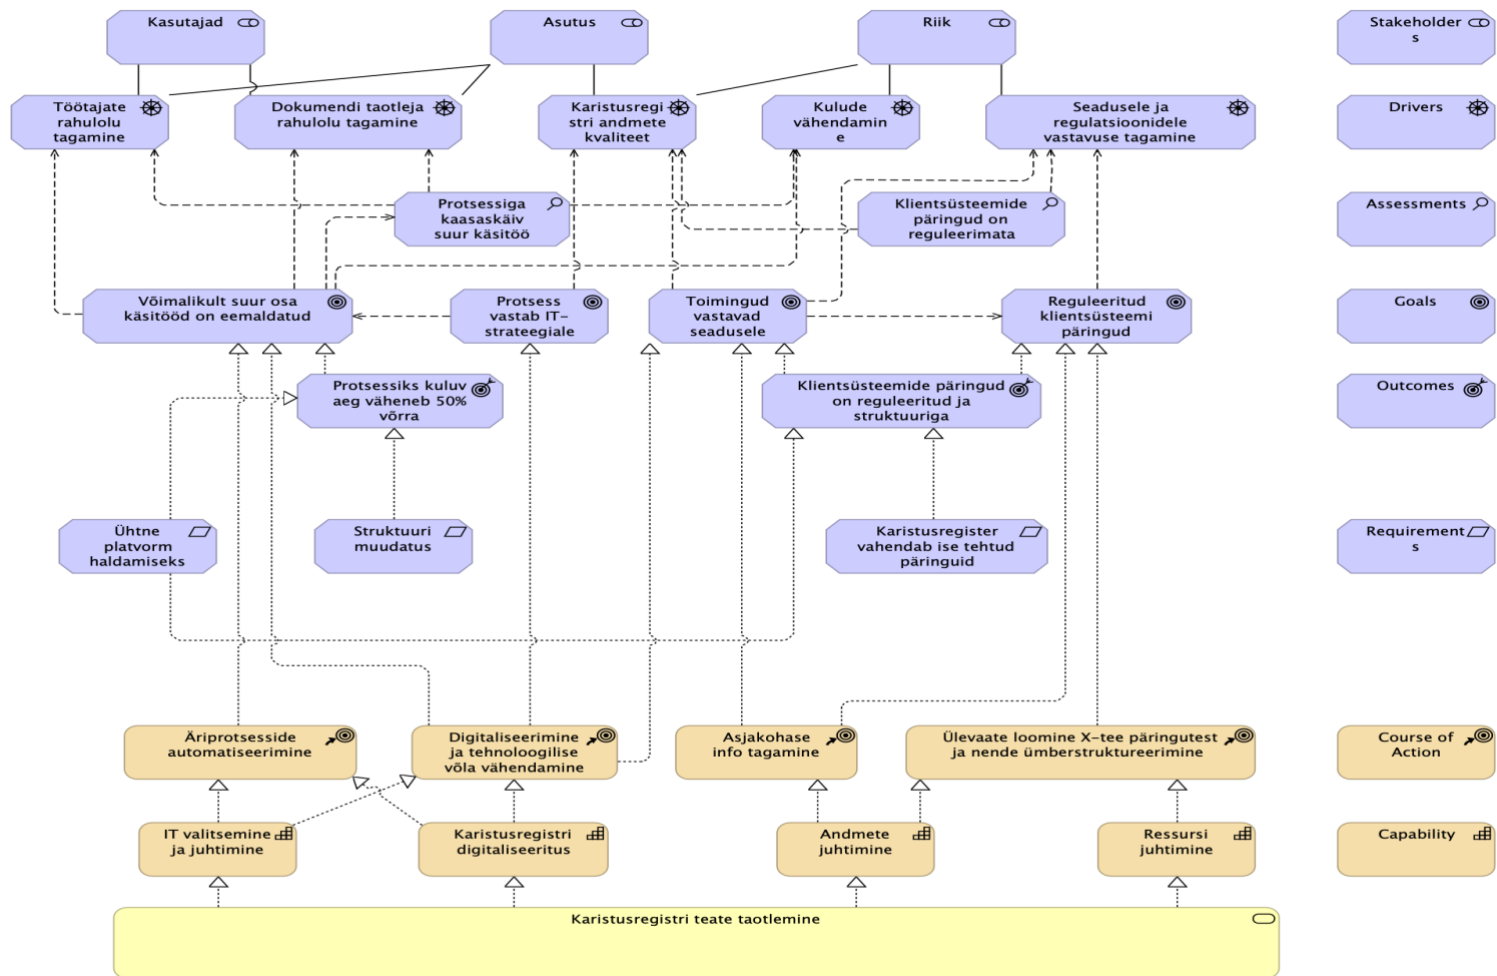 Kasutajad
Asutus
Riik
Stakeholder
s
Töötajate
rahulolu
tagamine
Dokumendi taotleja
rahulolu tagamine
Karistusregi
stri andmete
kvaliteet
Kulude
vähendamin
e
Seadusele ja
regulatsioonidele
vastavuse tagamine
Drivers
Protsessiga
kaasaskäiv
suur käsitöö
Klientsüsteemide
päringud on
reguleerimata
Assessments
Võimalikult suur osa
käsitööd on eemaldatud
Protsess
vastab IT-
strateegiale
Toimingud
vastavad
seadusele
Reguleeritud
klientsüsteemi
päringud
Goals
Protsessiks kuluv
aeg väheneb 50%
võrra
Klientsüsteemide päringud
on reguleeritud ja
struktuuriga
Outcomes
Ühtne
platvorm
haldamiseks
Struktuuri
muudatus
Karistusregister
vahendab ise tehtud
päringuid
Requirement
s
Äriprotsesside
automatiseerimine
Digitaliseerimine
ja tehnoloogilise
võla vähendamine
Asjakohase
info tagamine
Ülevaate loomine X-tee päringutest
ja nende ümberstruktureerimine
Course of
Action
IT valitsemine
ja juhtimine
Karistusregistri
digitaliseeritus
Andmete
juhtimine
Ressursi
juhtimine
Capability
Karistusregistri teate taotlemine